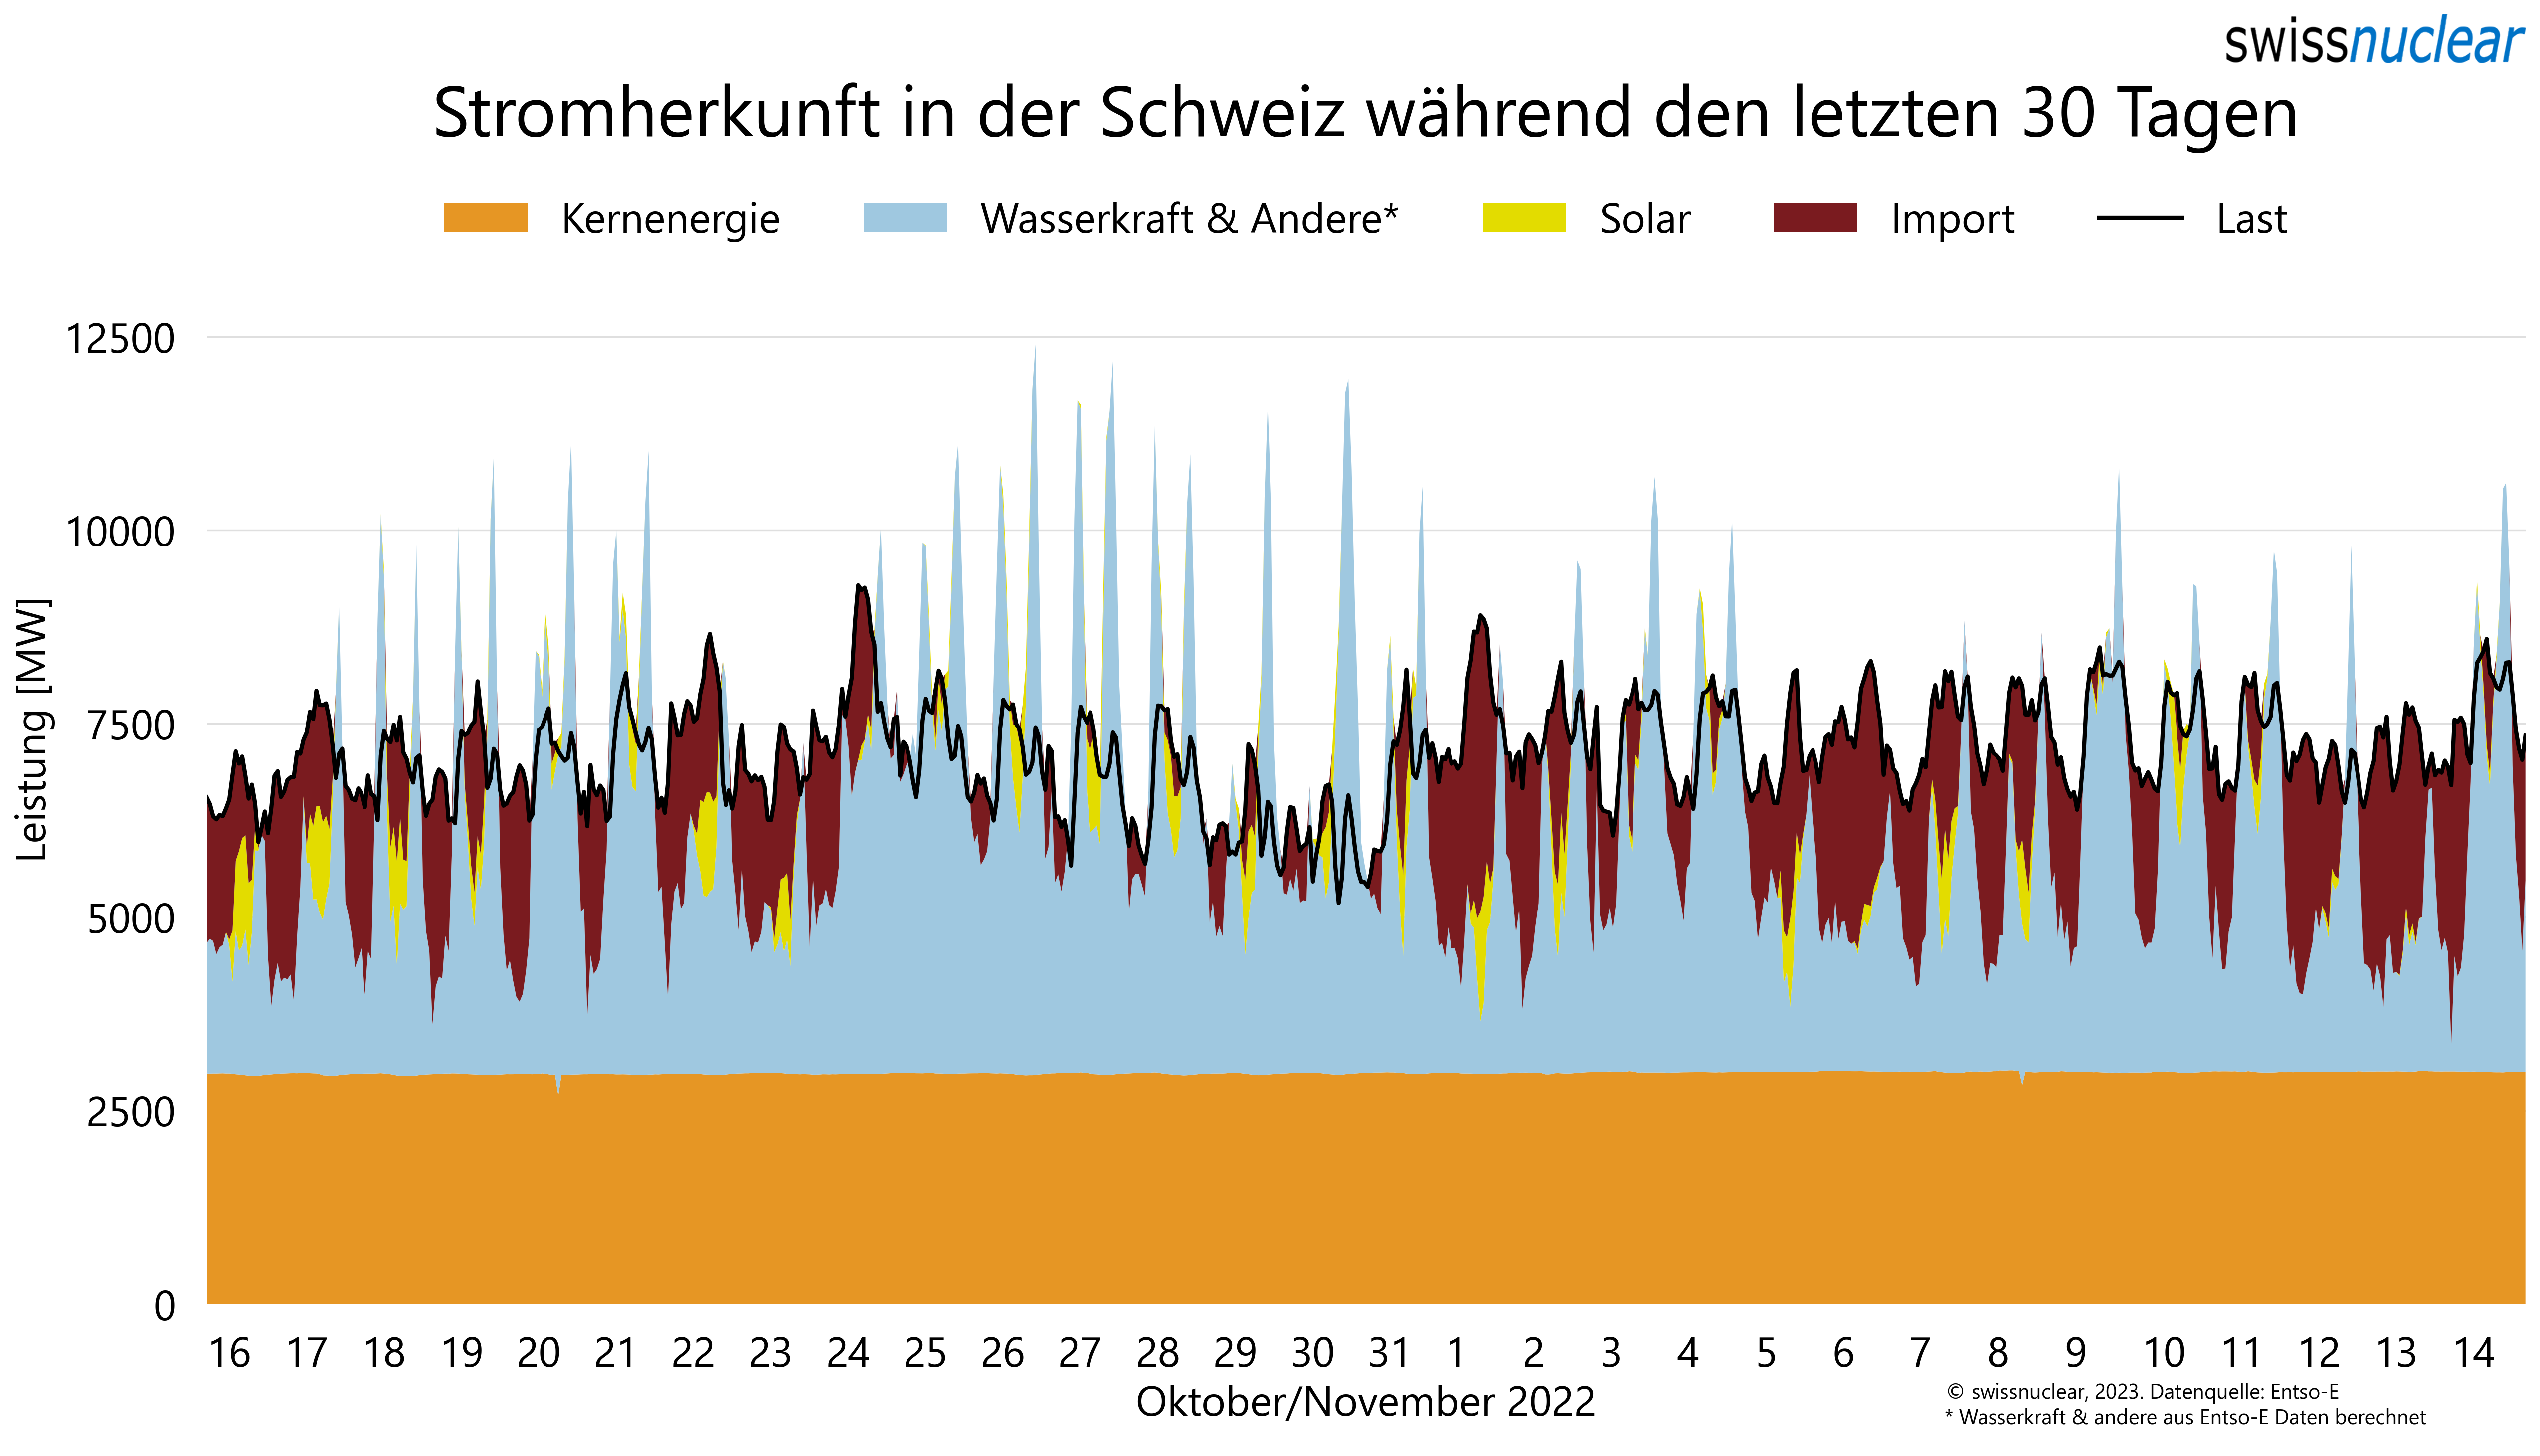 swissnuclear
Stromherkunft in der Schweiz während den letzten 30 Tagen
Kernenergie Wasserkraft & Andere* Solar Import Last
Leistung [MW]
12500
10000
7500
5000
2500
0
16 17 18 19 20 21 22 23 24 25 26 27 28 29 30 31 1 2 3 4 5 6 7 8 9 10 11 12 13 14
Oktober/November 2022
© swissnuclear, 2023. Datenquelle: Entso-E
* Wasserkraft & andere aus Entso-E Daten berechnet